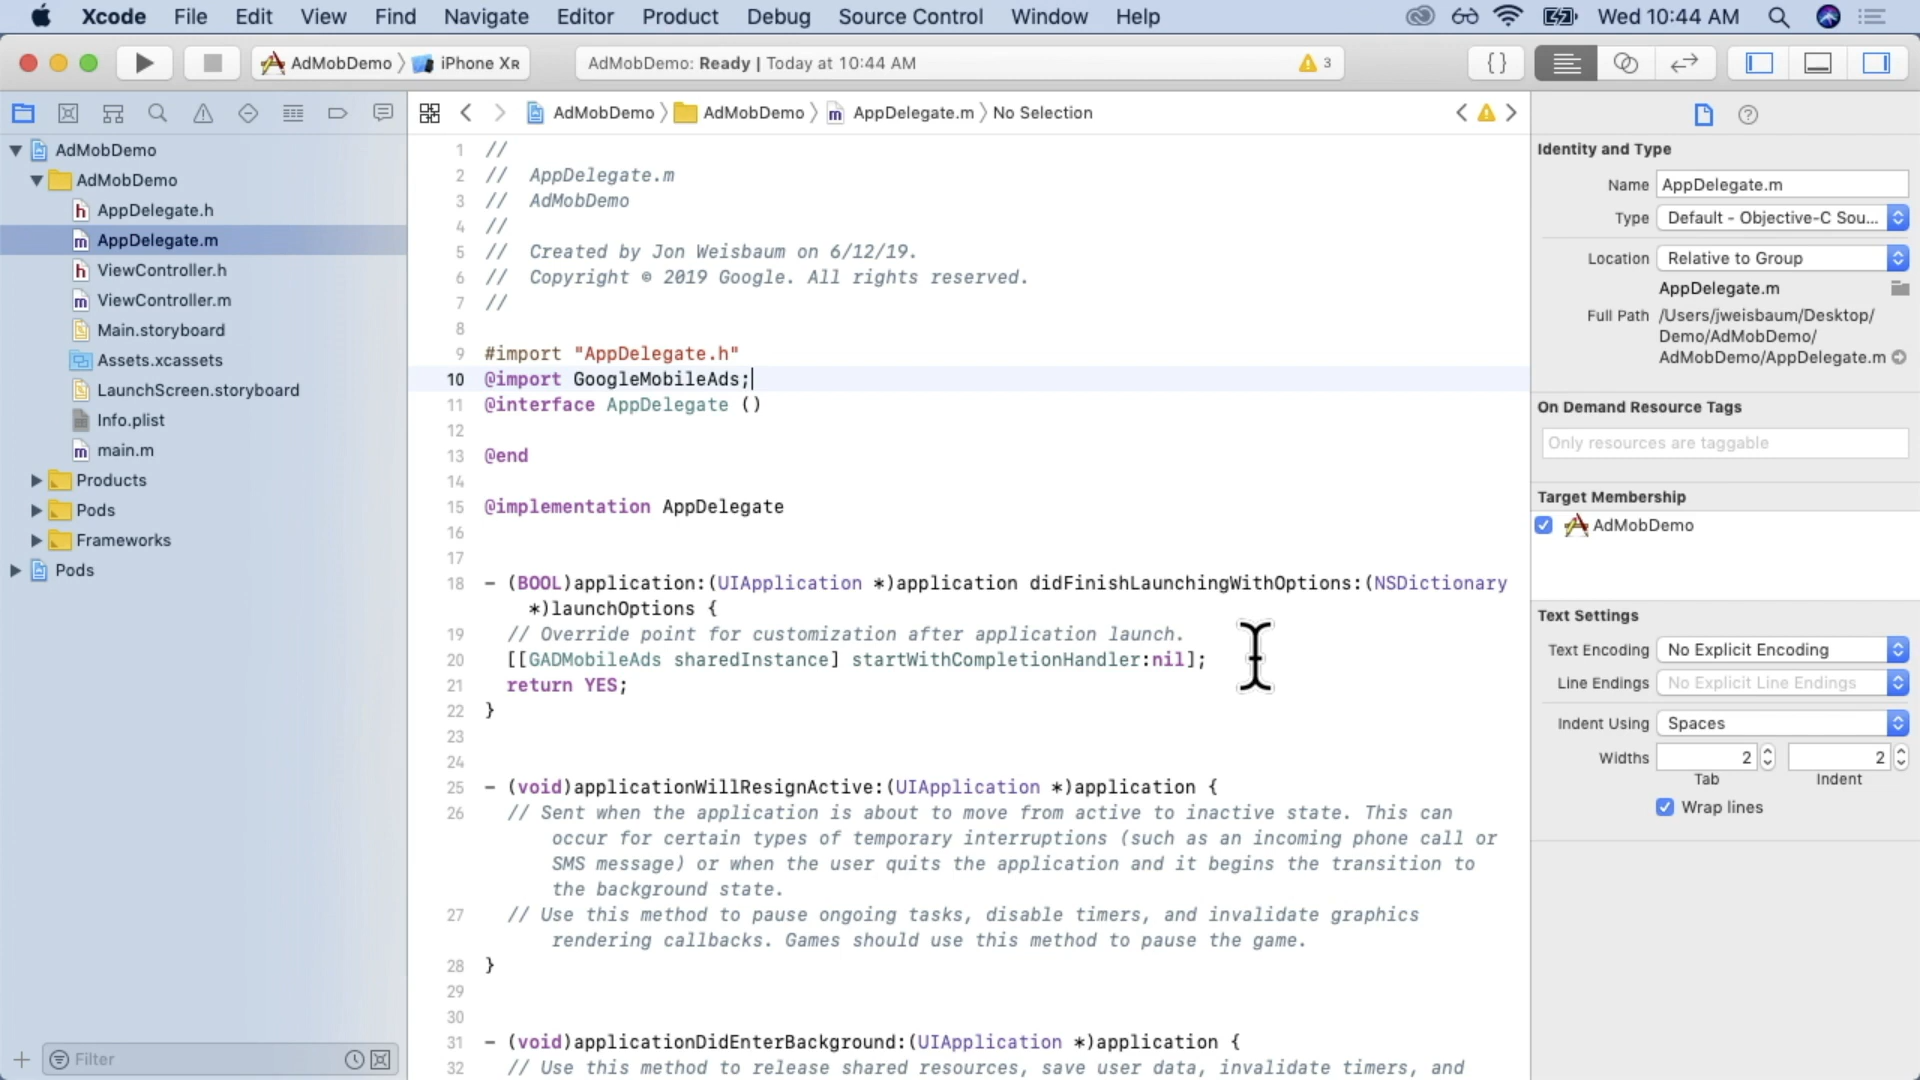 Xcode File Edit View Find Navigate Editor Product Debug Source Control Window Help Wed 10:44 AM
AdMobDemo iPhone XR AdMobDemo: Ready | Today at 10:44 AM 3 {}
AdMobDemo AdMobDemo AppDelegate.m No Selection
AdMobDemo
AdMobDemo
AppDelegate.h
AppDelegate.m
ViewController.h
ViewController.m
Main.storyboard
Assets.xcassets
LaunchScreen.storyboard
Info.plist
main.m
Products
Pods
Frameworks
Pods
Filter
1 //
2 // AppDelegate.m
3 // AdMobDemo
4 //
5 // Created by Jon Weisbaum on 6/12/19.
6 // Copyright © 2019 Google. All rights reserved.
7 //
8
9 #import "AppDelegate.h"
10 @import GoogleMobileAds;
11 @interface AppDelegate ()
12
13 @end
14
15 @implementation AppDelegate
16
17
18 - (BOOL)application:(UIApplication *)application didFinishLaunchingWithOptions:(NSDictionary
*)launchOptions {
19 // Override point for customization after application launch.
20 [[GADMobileAds sharedInstance] startWithCompletionHandler:nil];
21 return YES;
22 }
23
24
25 - (void)applicationWillResignActive:(UIApplication *)application {
26 // Sent when the application is about to move from active to inactive state. This can
occur for certain types of temporary interruptions (such as an incoming phone call or
SMS message) or when the user quits the application and it begins the transition to
the background state.
27 // Use this method to pause ongoing tasks, disable timers, and invalidate graphics
rendering callbacks. Games should use this method to pause the game.
28 }
29
30
31 - (void)applicationDidEnterBackground:(UIApplication *)application {
32 // Use this method to release shared resources, save user data, invalidate timers, and
Identity and Type
Name AppDelegate.m
Type Default - Objective-C Sou...
Location Relative to Group
AppDelegate.m
Full Path /Users/jweisbaum/Desktop/
Demo/AdMobDemo/
AdMobDemo/AppDelegate.m
On Demand Resource Tags
Only resources are taggable
Target Membership
AdMobDemo
Text Settings
Text Encoding No Explicit Encoding
Line Endings No Explicit Line Endings
Indent Using Spaces
Widths 2 2
Tab Indent
Wrap lines